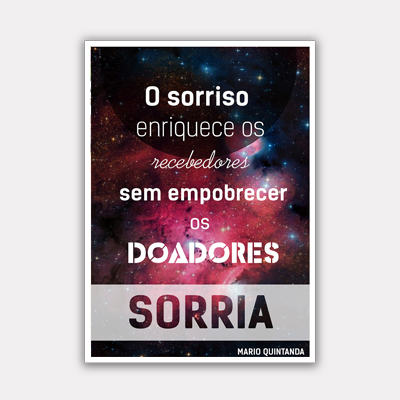 O sorriso
enriquece os
recebedores
sem empobrecer
os
DOADORES
SORRIA
MARIO QUINTANDA